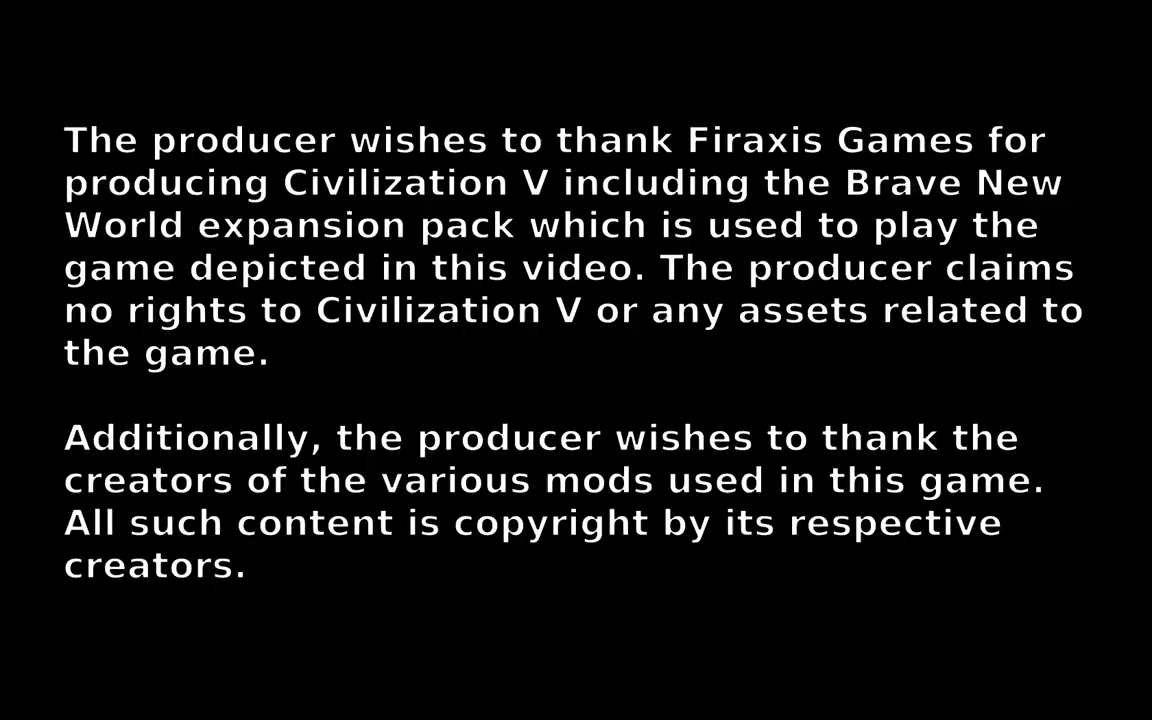 The producer wishes to thank Firaxis Games for
producing Civilization V including the Brave New
World expansion pack which is used to play the
game depicted in this video. The producer claims
no rights to Civilization V or any assets related to
the game.
Additionally, the producer wishes to thank the
creators of the various mods used in this game.
All such content is copyright by its respective
creators.